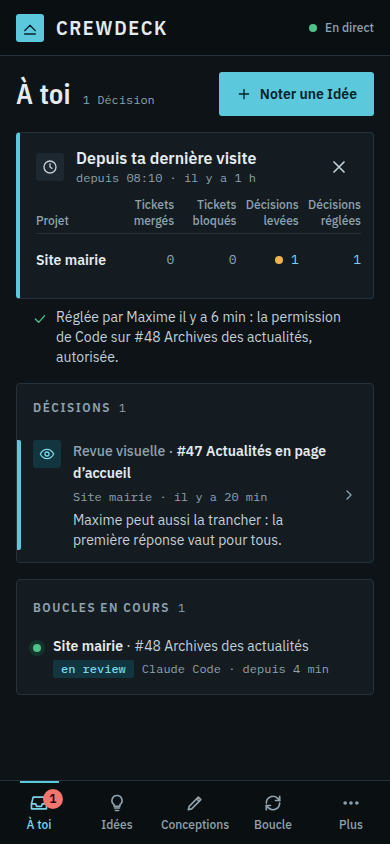 CREWDECK
En direct
À toi
1 Décision
Noter une Idée
Depuis ta dernière visite
depuis 08:10 · il y a 1 h
Projet
Tickets mergés
Tickets bloqués
Décisions levées
Décisions réglées
Site mairie 0 0 1 1
Réglée par Maxime il y a 6 min : la permission
de Code sur #48 Archives des actualités,
autorisée.
DÉCISIONS 1
Revue visuelle · #47 Actualités en page
d'accueil
Site mairie · il y a 20 min
Maxime peut aussi la trancher : la
première réponse vaut pour tous.
BOUCLES EN COURS 1
Site mairie · #48 Archives des actualités
en review Claude Code · depuis 4 min
1
À toi
Idées
Conceptions
Boucle
Plus